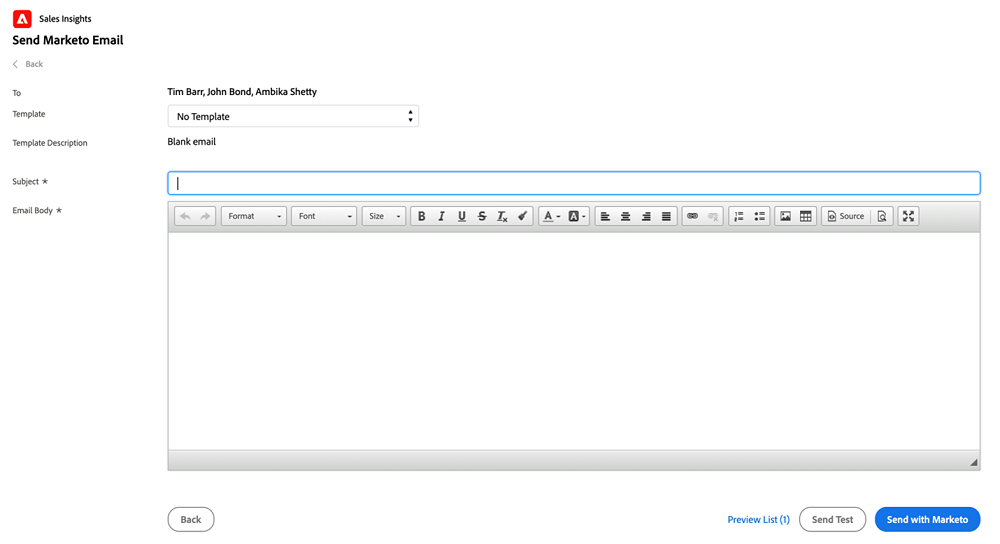 Sales Insights
Send Marketo Email
Back
To Tim Barr, John Bond, Ambika Shetty
Template No Template
Template Description Blank email
Subject *
Email Body *
Format Font Size B I U S Tx A A Source
Back Preview List (1) Send Test Send with Marketo